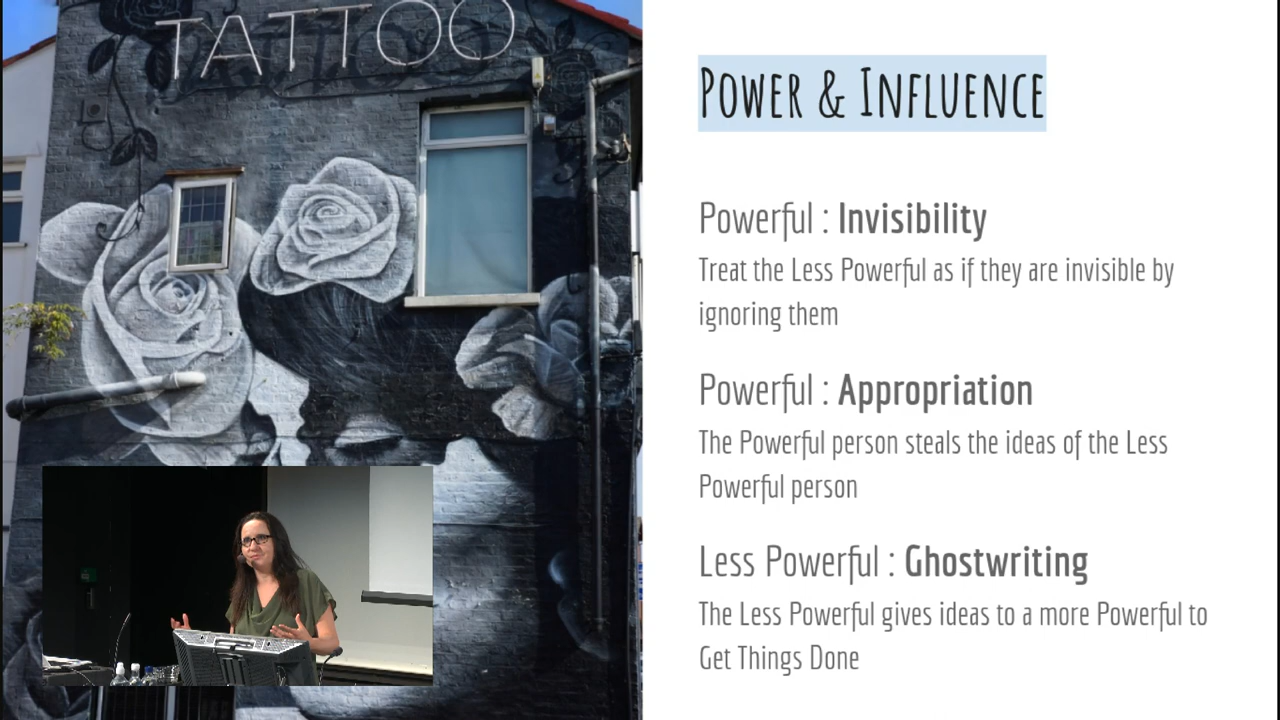 TATTOO
POWER & INFLUENCE
Powerful : Invisibility
Treat the Less Powerful as if they are invisible by
ignoring them
Powerful : Appropriation
The Powerful person steals the ideas of the Less
Powerful person
Less Powerful : Ghostwriting
The Less Powerful gives ideas to a more Powerful to
Get Things Done